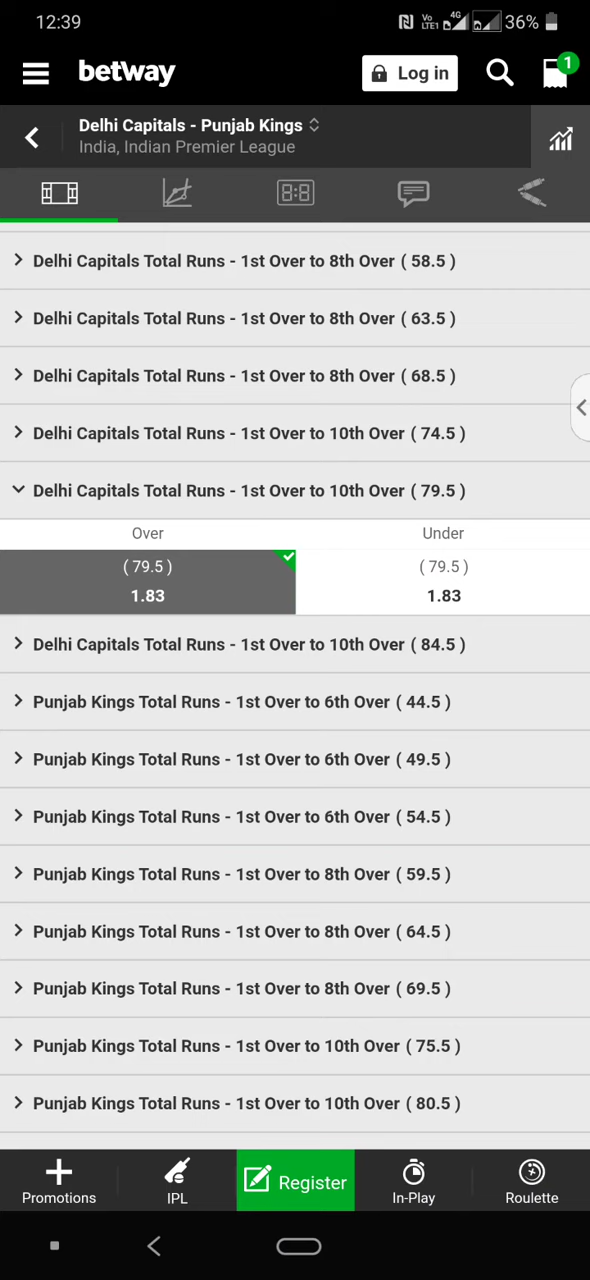 12:39
Vo LTE1 4G 36%
betway
Log in
1
Delhi Capitals - Punjab Kings
India, Indian Premier League
8:8
Delhi Capitals Total Runs - 1st Over to 8th Over ( 58.5 )
Delhi Capitals Total Runs - 1st Over to 8th Over ( 63.5 )
Delhi Capitals Total Runs - 1st Over to 8th Over ( 68.5 )
Delhi Capitals Total Runs - 1st Over to 10th Over ( 74.5 )
Delhi Capitals Total Runs - 1st Over to 10th Over ( 79.5 )
Over Under
( 79.5 ) ( 79.5 )
1.83 1.83
Delhi Capitals Total Runs - 1st Over to 10th Over ( 84.5 )
Punjab Kings Total Runs - 1st Over to 6th Over ( 44.5 )
Punjab Kings Total Runs - 1st Over to 6th Over ( 49.5 )
Punjab Kings Total Runs - 1st Over to 6th Over ( 54.5 )
Punjab Kings Total Runs - 1st Over to 8th Over ( 59.5 )
Punjab Kings Total Runs - 1st Over to 8th Over ( 64.5 )
Punjab Kings Total Runs - 1st Over to 8th Over ( 69.5 )
Punjab Kings Total Runs - 1st Over to 10th Over ( 75.5 )
Punjab Kings Total Runs - 1st Over to 10th Over ( 80.5 )
Promotions IPL Register In-Play Roulette